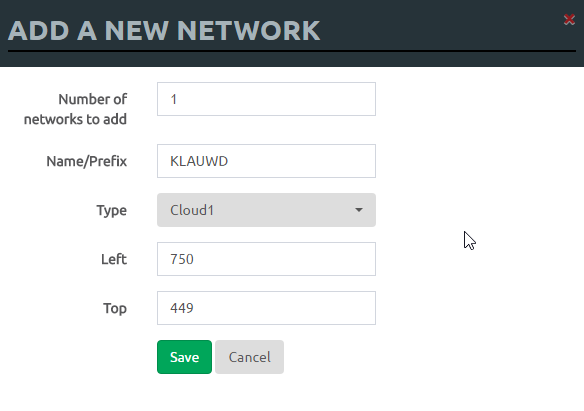 ADD A NEW NETWORK
Number of
networks to add
1
Name/Prefix
KLAUWD
Type
Cloud1
Left
750
Top
449
Save
Cancel